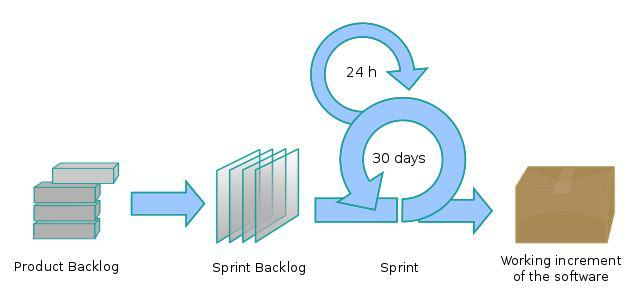 24 h
30 days
Product Backlog
Sprint Backlog
Sprint
Working increment
of the software